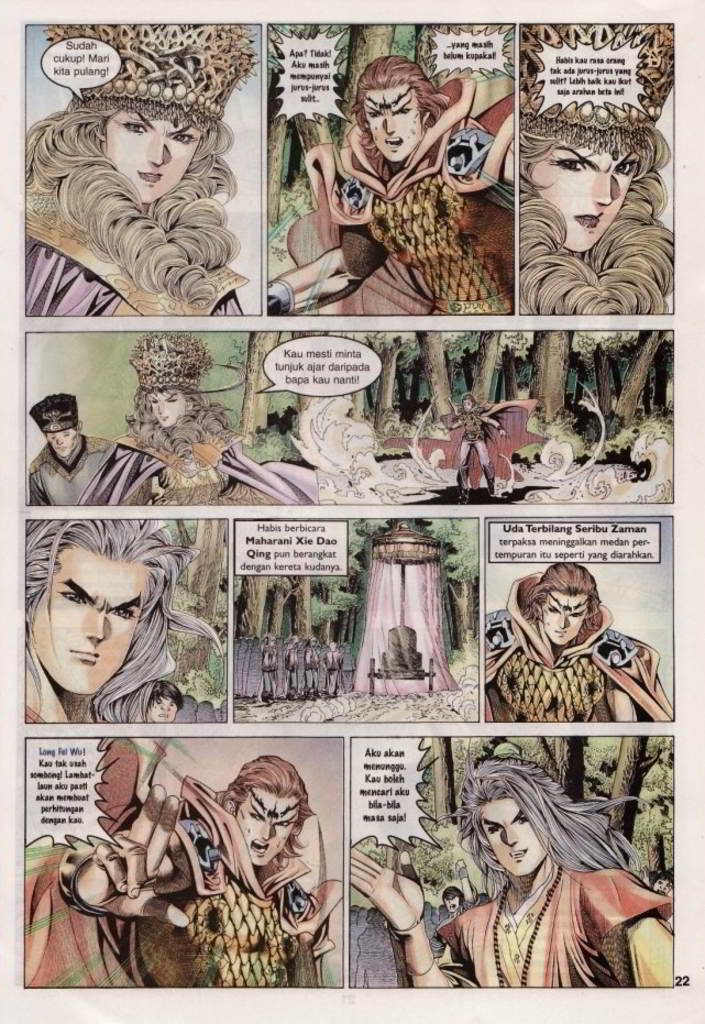 Sudah
cukup! Mari
kita pulang!
Apa? Tidak!
Aku masih
mempunyai
jurus-jurus
sulit..
..yang masih
belum kupakai!
Habis kau rasa orang
tak ada jurus-jurus yang
sulit? Lebih baik kau ikut
saja arahan beta ini!
Kau mesti minta
tunjuk ajar daripada
bapa kau nanti!
Habis berbicara
Maharani Xie Dao
Qing pun berangkat
dengan kereta kudanya.
Uda Terbilang Seribu Zaman
terpaksa meninggalkan medan per-
tempuran itu seperti yang diarahkan.
Long Fei Wu!
Kau tak usah
sombong! Lambat-
laun aku pasti
akan membuat
perhitungan
dengan kau.
Aku akan
menunggu.
Kau boleh
mencari aku
bila-bila
masa saja!
22